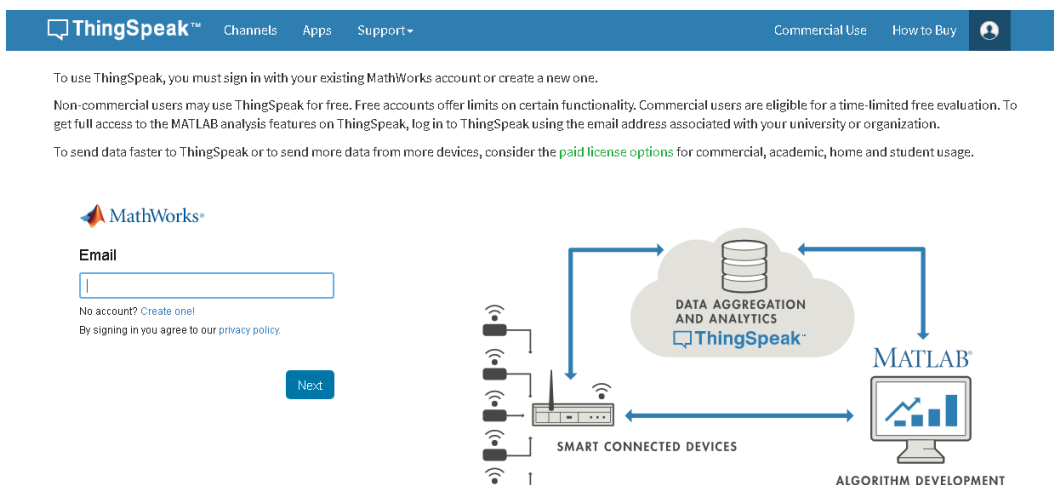 ThingSpeak™ Channels Apps Support Commercial Use How to Buy
To use ThingSpeak, you must sign in with your existing MathWorks account or create a new one.
Non-commercial users may use ThingSpeak for free. Free accounts offer limits on certain functionality. Commercial users are eligible for a time-limited free evaluation. To
get full access to the MATLAB analysis features on ThingSpeak, log in to ThingSpeak using the email address associated with your university or organization.
To send data faster to ThingSpeak or to send more data from more devices, consider the paid license options for commercial, academic, home and student usage.
MathWorks®
Email
No account? Create one!
By signing in you agree to our privacy policy.
Next
DATA AGGREGATION
AND ANALYTICS
ThingSpeak™
MATLAB®
SMART CONNECTED DEVICES
ALGORITHM DEVELOPMENT